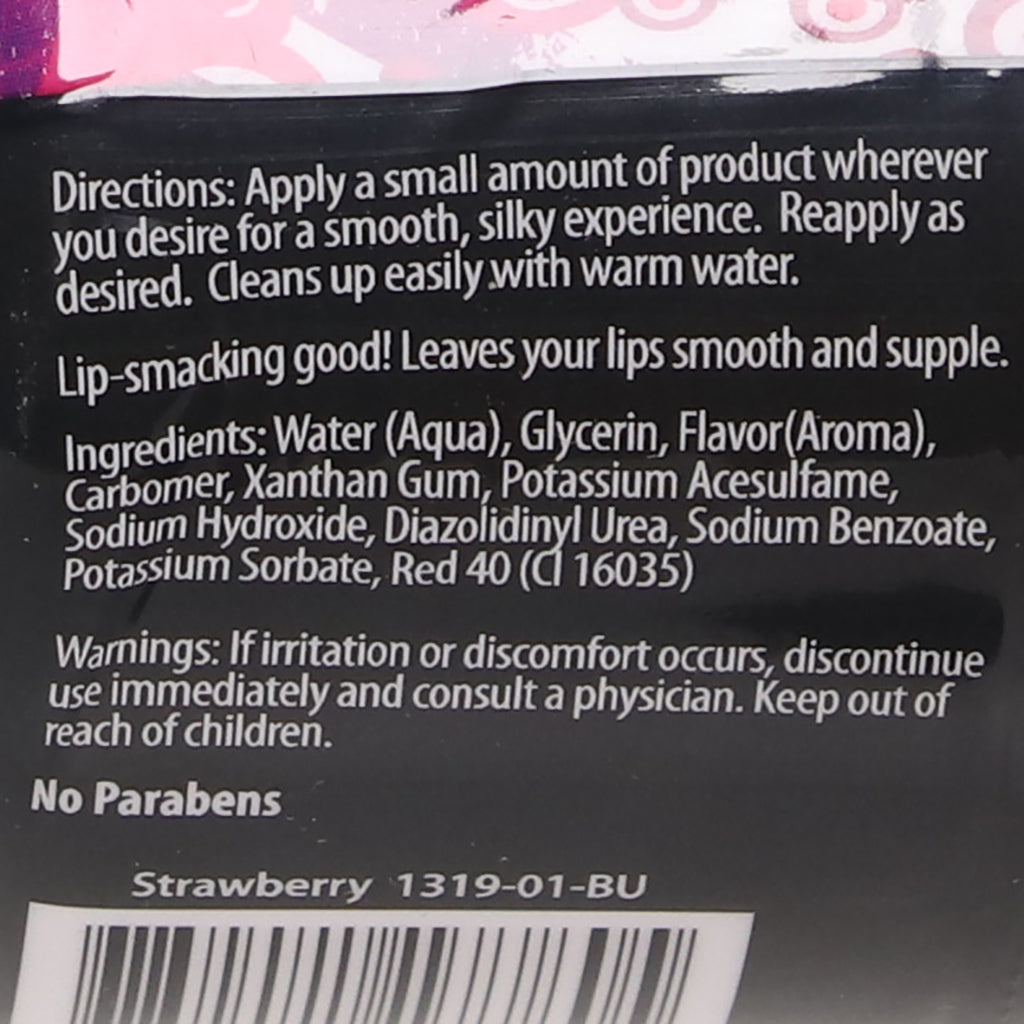 Directions: Apply a small amount of product wherever
you desire for a smooth, silky experience. Reapply as
desired. Cleans up easily with warm water.
Lip-smacking good! Leaves your lips smooth and supple.
Ingredients: Water (Aqua), Glycerin, Flavor(Aroma),
Carbomer, Xanthan Gum, Potassium Acesulfame,
Sodium Hydroxide, Diazolidinyl Urea, Sodium Benzoate,
Potassium Sorbate, Red 40 (CI 16035)
Warnings: If irritation or discomfort occurs, discontinue
use immediately and consult a physician. Keep out of
reach of children.
No Parabens
Strawberry 1319-01-BU